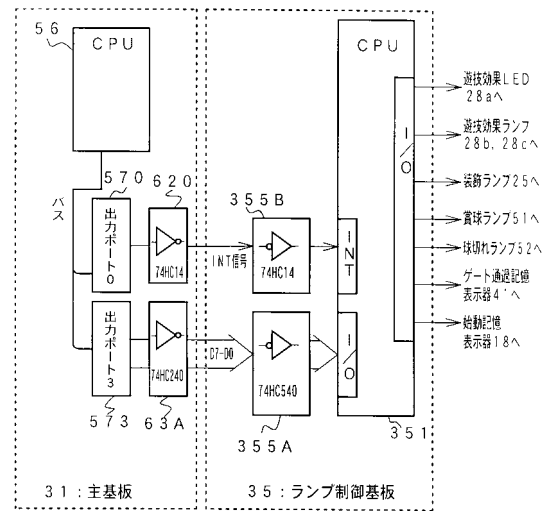 56
CPU
バス
570
出力ポート0
620
74HC14
INT信号
出力ポート3
573
74HC240
63A
D7-D0
31:主基板
355B
74HC14
74HC540
355A
CPU
INT
I/O
I/O
351
35:ランプ制御基板
遊技効果LED
28aへ
遊技効果ランプ
28b, 28cへ
装飾ランプ25へ
賞球ランプ51へ
球切れランプ52へ
ゲート通過記憶
表示器41へ
始動記憶
表示器18へ